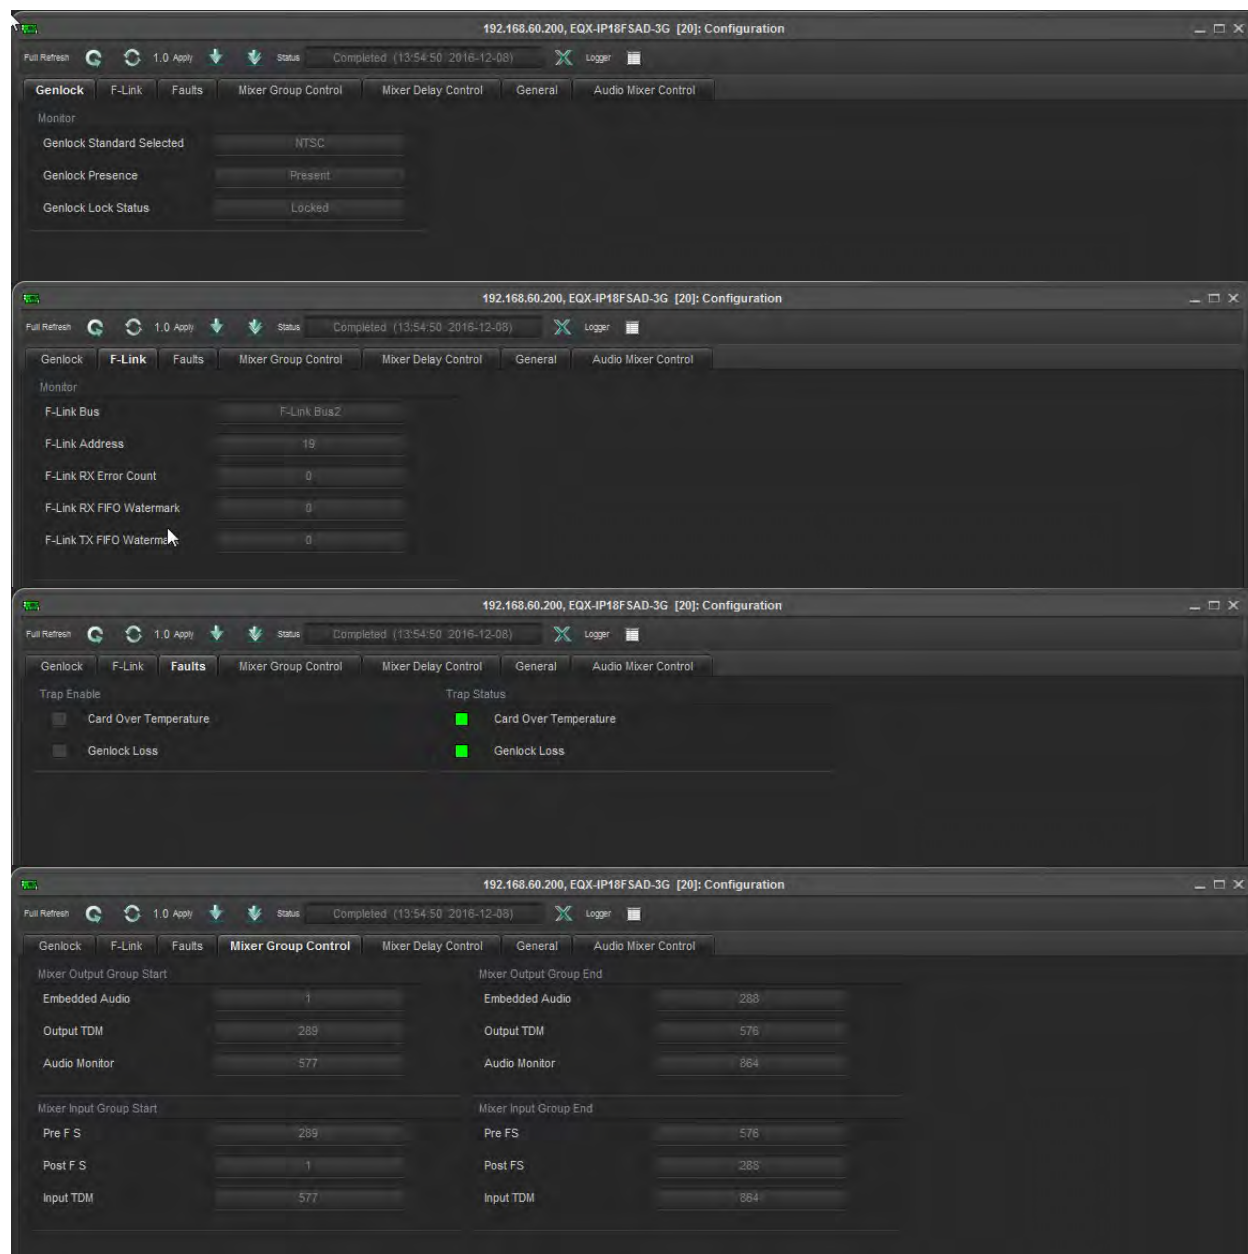 192.168.60.200, EQX-IP18FSAD-3G [20]: Configuration
Full Refresh 1.0 Apply Status Completed (13:54:50 2016-12-08) Logger
Genlock F-Link Faults Mixer Group Control Mixer Delay Control General Audio Mixer Control
Monitor
Genlock Standard Selected NTSC
Genlock Presence Present
Genlock Lock Status Locked
192.168.60.200, EQX-IP18FSAD-3G [20]: Configuration
Full Refresh 1.0 Apply Status Completed (13:54:50 2016-12-08) Logger
Genlock F-Link Faults Mixer Group Control Mixer Delay Control General Audio Mixer Control
Monitor
F-Link Bus F-Link Bus2
F-Link Address 19
F-Link RX Error Count 0
F-Link RX FIFO Watermark 0
F-Link TX FIFO Watermark 0
192.168.60.200, EQX-IP18FSAD-3G [20]: Configuration
Full Refresh 1.0 Apply Status Completed (13:54:50 2016-12-08) Logger
Genlock F-Link Faults Mixer Group Control Mixer Delay Control General Audio Mixer Control
Trap Enable Trap Status
Card Over Temperature Card Over Temperature
Genlock Loss Genlock Loss
192.168.60.200, EQX-IP18FSAD-3G [20]: Configuration
Full Refresh 1.0 Apply Status Completed (13:54:50 2016-12-08) Logger
Genlock F-Link Faults Mixer Group Control Mixer Delay Control General Audio Mixer Control
Mixer Output Group Start Mixer Output Group End
Embedded Audio 1 Embedded Audio 288
Output TDM 289 Output TDM 576
Audio Monitor 577 Audio Monitor 864
Mixer Input Group Start Mixer Input Group End
Pre F S 289 Pre FS 576
Post F S 1 Post FS 288
Input TDM 577 Input TDM 864